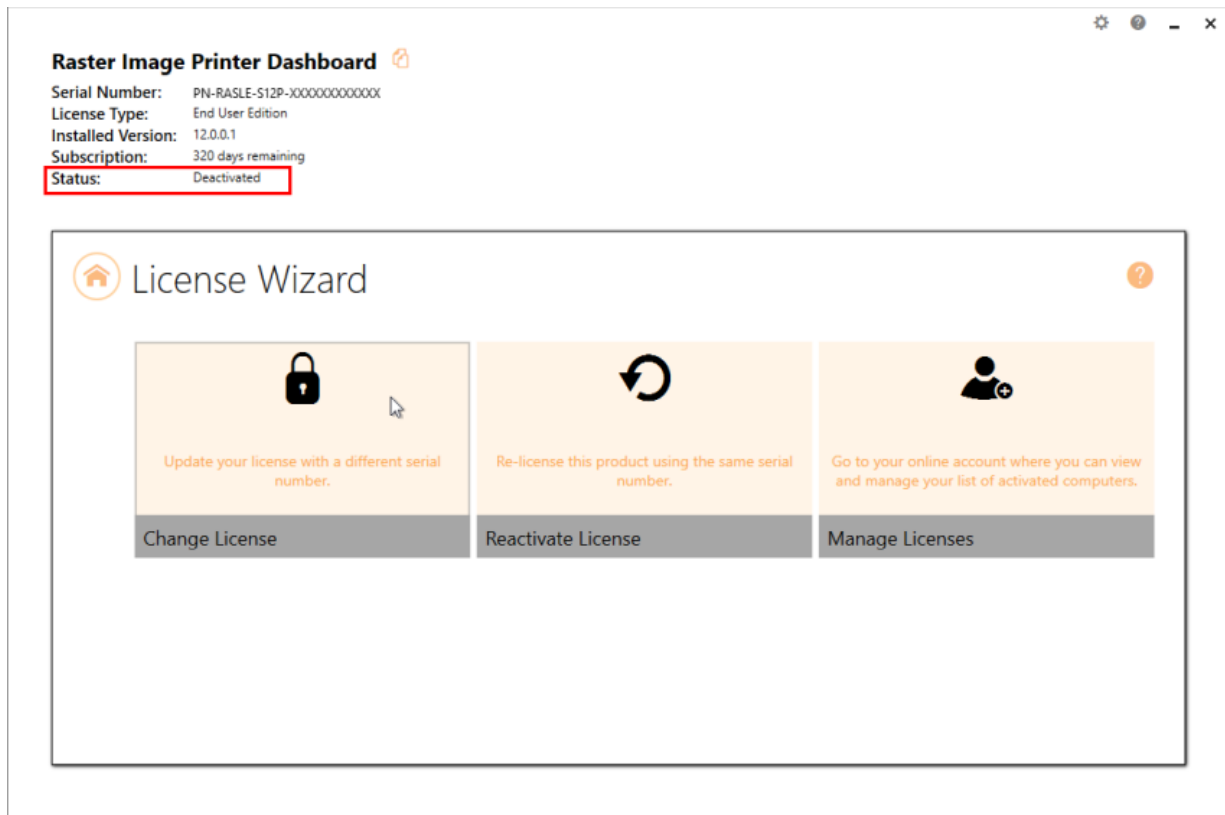 Raster Image Printer Dashboard
Serial Number: PN-RASLE-S12P-XXXXXXXXXXXX
License Type: End User Edition
Installed Version: 12.0.0.1
Subscription: 320 days remaining
Status: Deactivated
License Wizard
?
Update your license with a different serial
number.
Change License
Re-license this product using the same serial
number.
Reactivate License
Go to your online account where you can view
and manage your list of activated computers.
Manage Licenses